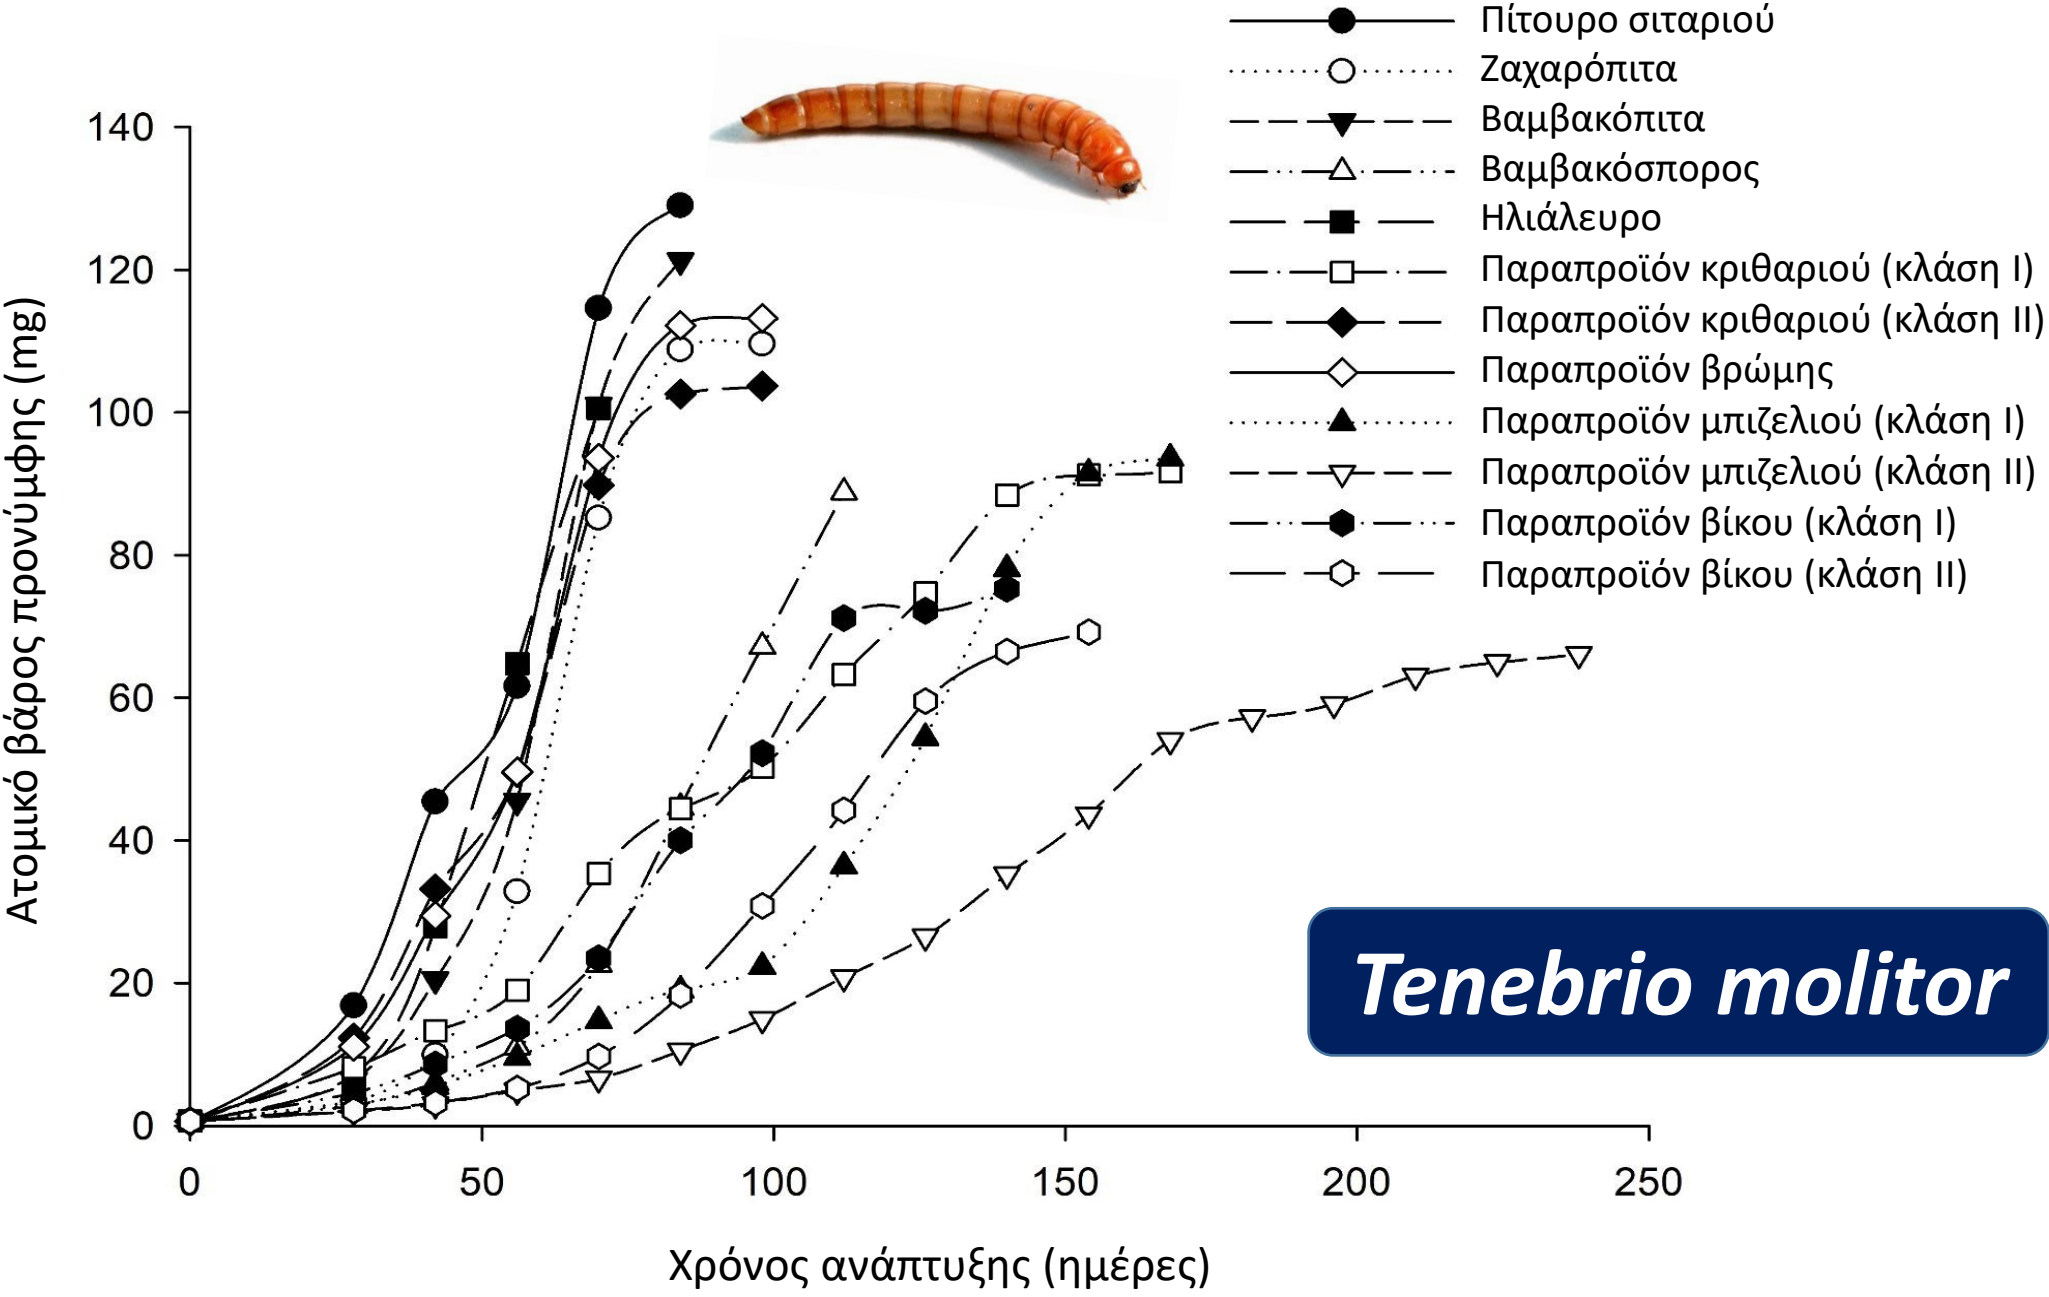 Πίτουρο σιταριού
Ζαχαρόπιτα
Βαμβακόπιτα
Βαμβακόσπορος
Ηλιάλευρο
Παραπροϊόν κριθαριού (κλάση I)
Παραπροϊόν κριθαριού (κλάση II)
Παραπροϊόν βρώμης
Παραπροϊόν μπιζελιού (κλάση I)
Παραπροϊόν μπιζελιού (κλάση II)
Παραπροϊόν βίκου (κλάση I)
Παραπροϊόν βίκου (κλάση II)
Ατομικό βάρος προνύμφης (mg)
140
120
100
80
60
40
20
0
0 50 100 150 200 250
Χρόνος ανάπτυξης (ημέρες)
Tenebrio molitor